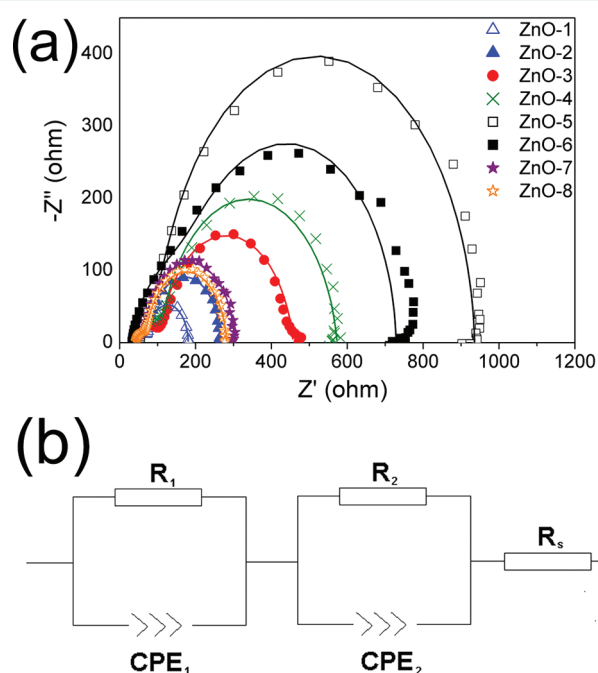 (a)
-Z'' (ohm)
400
300
200
100
0
0 200 400 600 800 1000 1200
Z' (ohm)
ZnO-1
ZnO-2
ZnO-3
ZnO-4
ZnO-5
ZnO-6
ZnO-7
ZnO-8
(b)
R₁
R₂
Rₛ
CPE₁
CPE₂